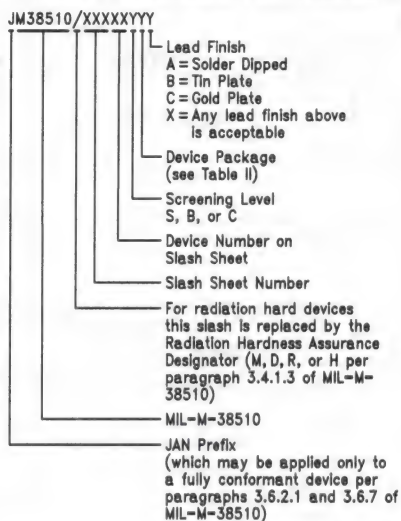 JM38510/XXXXXYYY
Lead Finish
A = Solder Dipped
B = Tin Plate
C = Gold Plate
X = Any lead finish above
is acceptable
Device Package
(see Table II)
Screening Level
S, B, or C
Device Number on
Slash Sheet
Slash Sheet Number
For radiation hard devices
this slash is replaced by the
Radiation Hardness Assurance
Designator (M, D, R, or H per
paragraph 3.4.1.3 of MIL-M-
38510)
MIL-M-38510
JAN Prefix
(which may be applied only to
a fully conformant device per
paragraphs 3.6.2.1 and 3.6.7 of
MIL-M-38510)